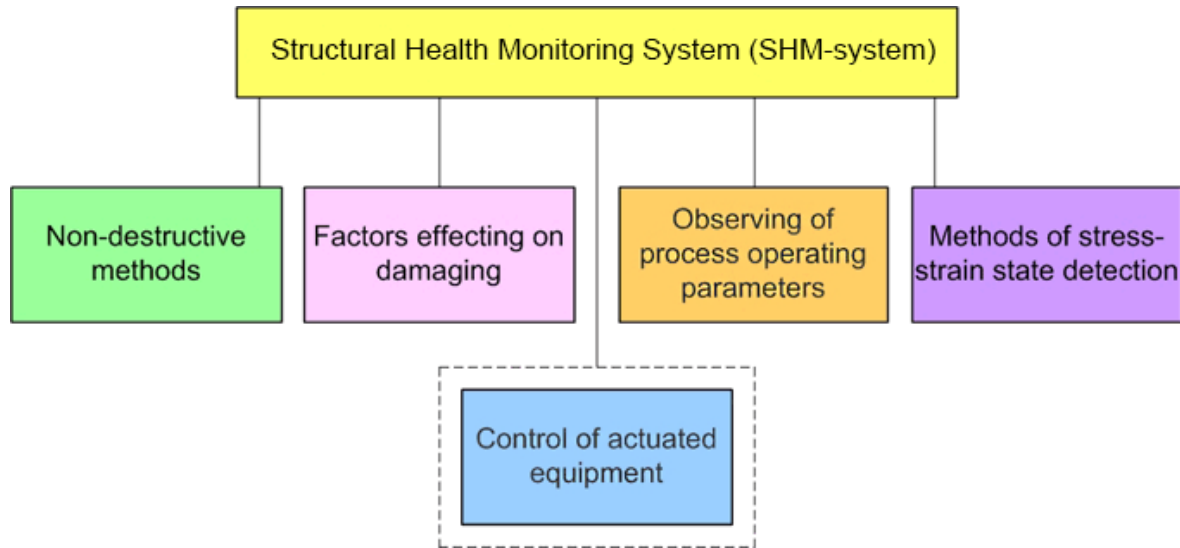 Structural Health Monitoring System (SHM-system)
Non-destructive
methods
Factors effecting on
damaging
Observing of
process operating
parameters
Methods of stress-
strain state detection
Control of actuated
equipment